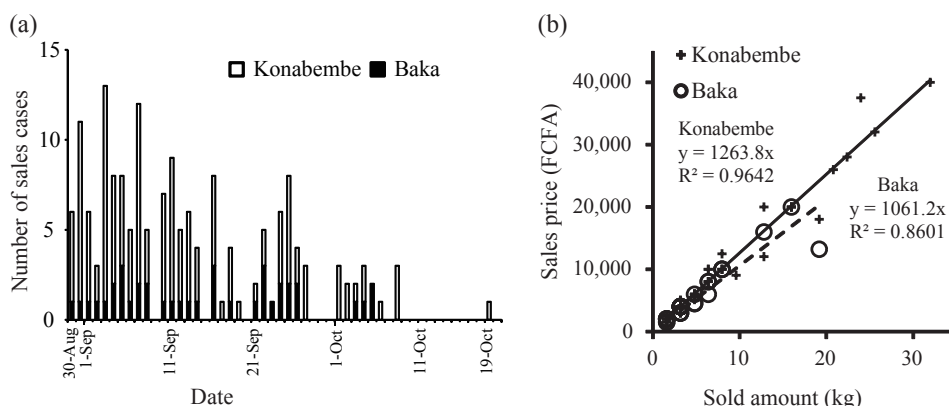 (a)
15
10
5
0
Number of sales cases
Konabembe
Baka
30-Aug
1-Sep
11-Sep
21-Sep
1-Oct
11-Oct
19-Oct
Date
(b)
40,000
30,000
20,000
10,000
0
Sales price (FCFA)
Konabembe
Baka
Konabembe
y = 1263.8x
R² = 0.9642
Baka
y = 1061.2x
R² = 0.8601
0
10
20
30
Sold amount (kg)